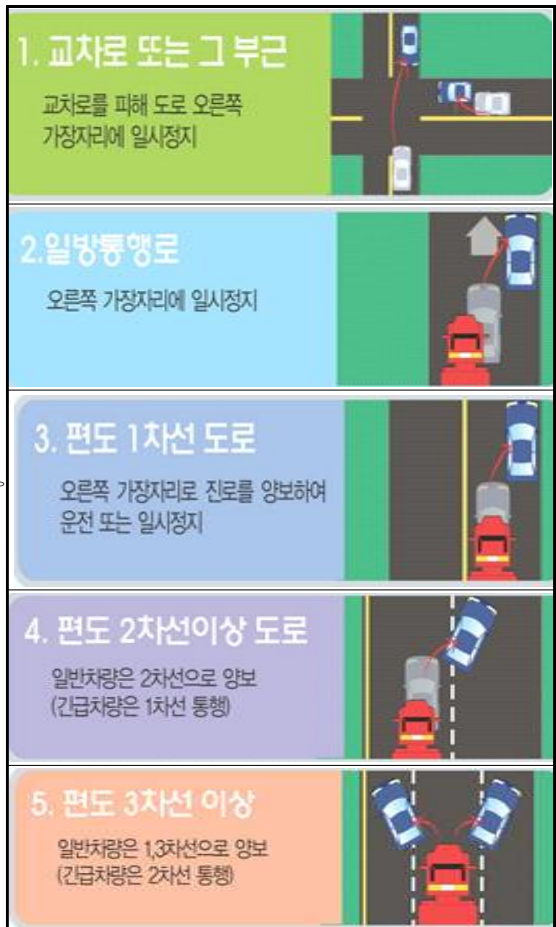 1. 교차로 또는 그 부근
교차로를 피해 도로 오른쪽
가장자리에 일시정지
2.일방통행로
오른쪽 가장자리에 일시정지
3. 편도 1차선 도로
오른쪽 가장자리로 진로를 양보하여
운전 또는 일시정지
4. 편도 2차선이상 도로
일반차량은 2차선으로 양보
(긴급차량은 1차선 통행)
5. 편도 3차선 이상
일반차량은 1,3차선으로 양보
(긴급차량은 2차선 통행)